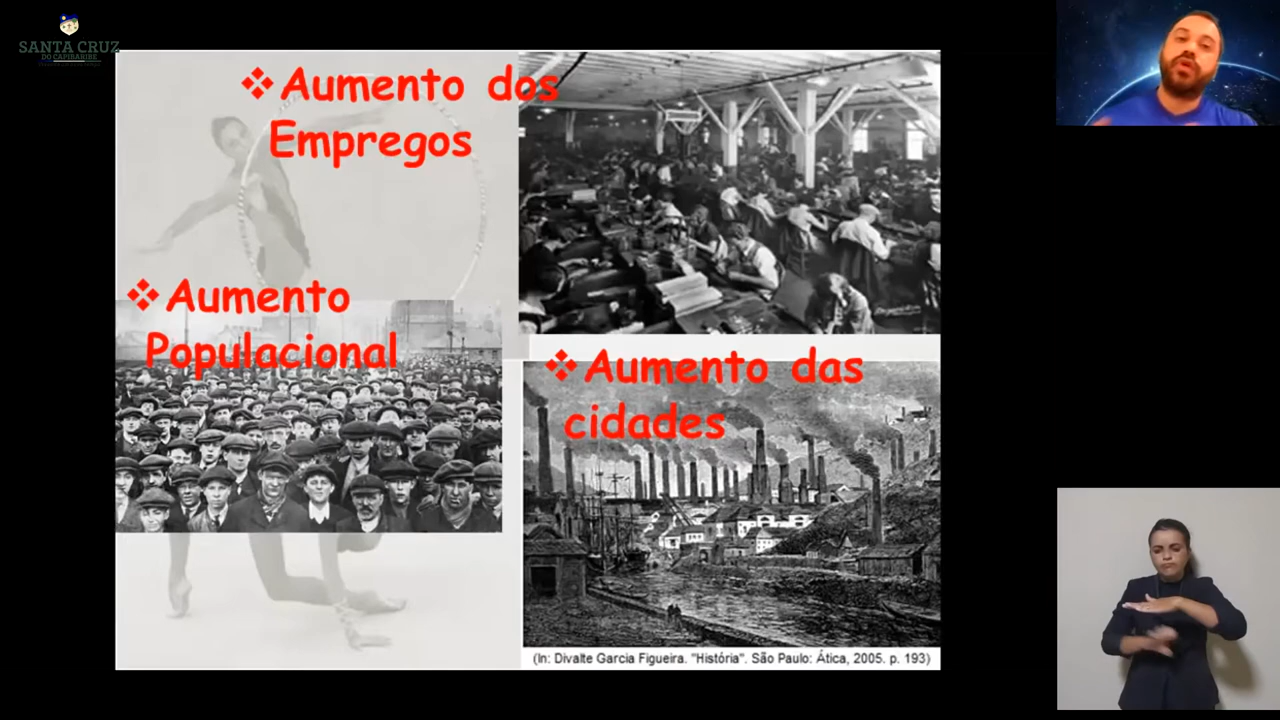 SANTA CRUZ
DO CAPIBARIBE
❖Aumento dos
Empregos
❖Aumento
Populacional
❖Aumento das
cidades
(In: Divalte Garcia Figueira. "História". São Paulo: Ática, 2005. p. 193)